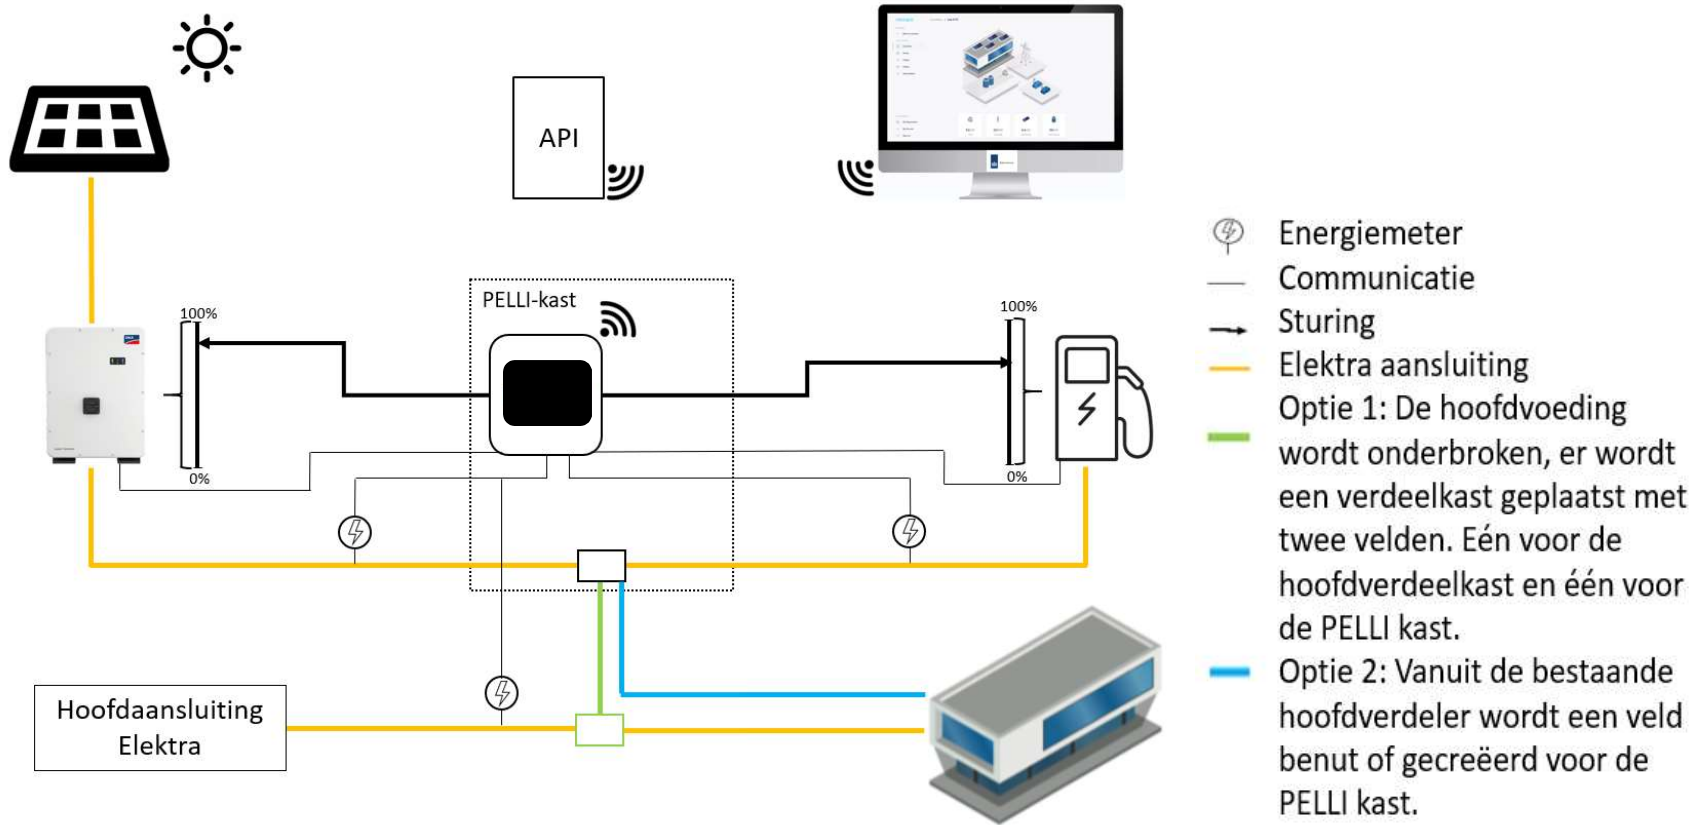 API
PELLI-kast
100%
0%
100%
0%
Hoofdaansluiting
Elektra
Energiemeter
Communicatie
Sturing
Elektra aansluiting
Optie 1: De hoofdvoeding
wordt onderbroken, er wordt
een verdeelkast geplaatst met
twee velden. Eén voor de
hoofdverdeelkast en één voor
de PELLI kast.
Optie 2: Vanuit de bestaande
hoofdverdeler wordt een veld
benut of gecreëerd voor de
PELLI kast.